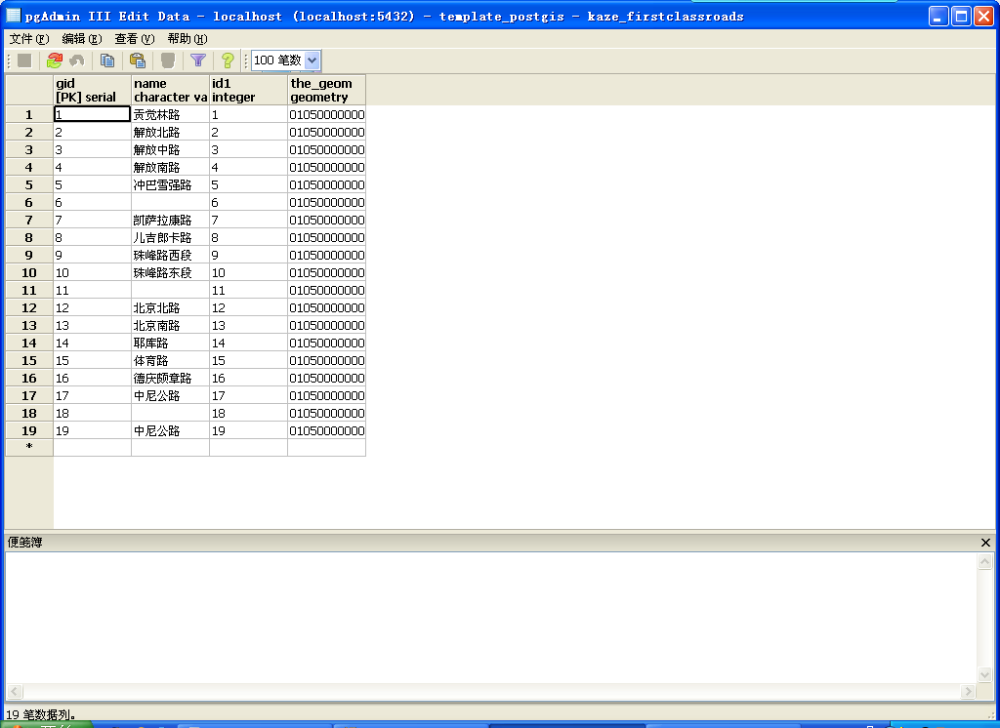 pgAdmin III Edit Data - localhost (localhost:5432) - template_postgis - kaze_firstclassroads
文件(F) 编辑(E) 查看(V) 帮助(H)
100 笔数
gid name id1 the_geom
[PK] serial character va integer geometry
1 1 贡觉林路 1 01050000000
2 2 解放北路 2 01050000000
3 3 解放中路 3 01050000000
4 4 解放南路 4 01050000000
5 5 冲巴雪强路 5 01050000000
6 6 6 01050000000
7 7 凯萨拉康路 7 01050000000
8 8 儿吉郎卡路 8 01050000000
9 9 珠峰路西段 9 01050000000
10 10 珠峰路东段 10 01050000000
11 11 11 01050000000
12 12 北京北路 12 01050000000
13 13 北京南路 13 01050000000
14 14 耶库路 14 01050000000
15 15 体育路 15 01050000000
16 16 德庆颇章路 16 01050000000
17 17 中尼公路 17 01050000000
18 18 18 01050000000
19 19 中尼公路 19 01050000000
*
便笺簿
19 笔数据列。